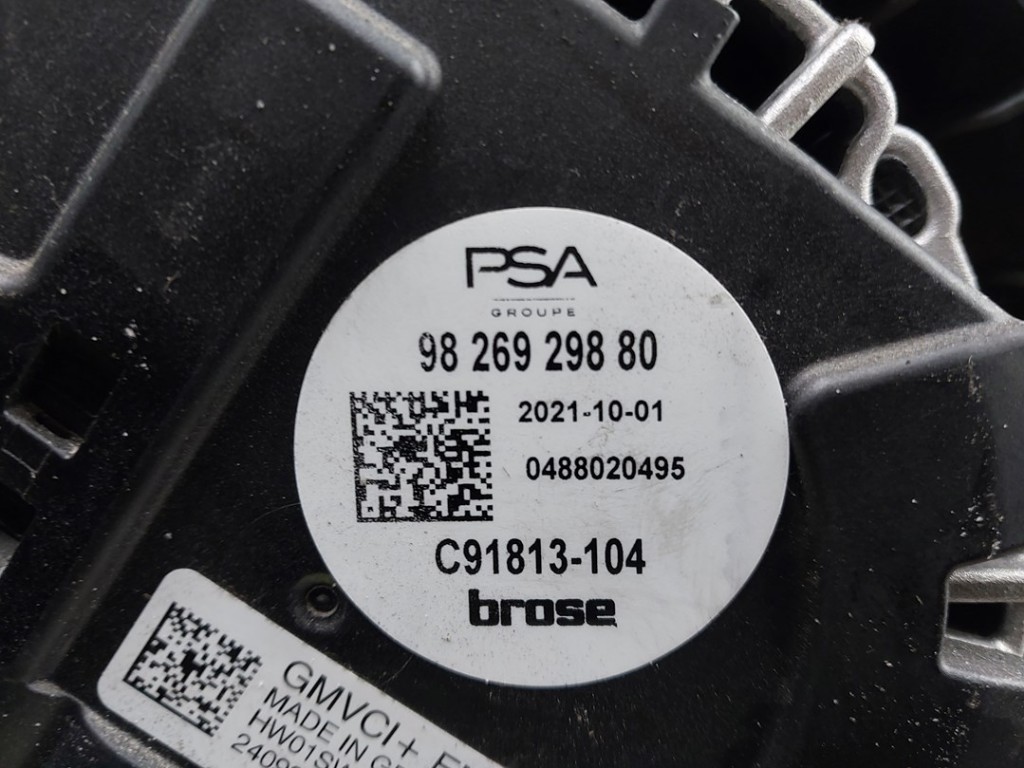 PSA
GROUPE
98 269 298 80
2021-10-01
0488020495
C91813-104
brose
GMVCI+
MADE IN